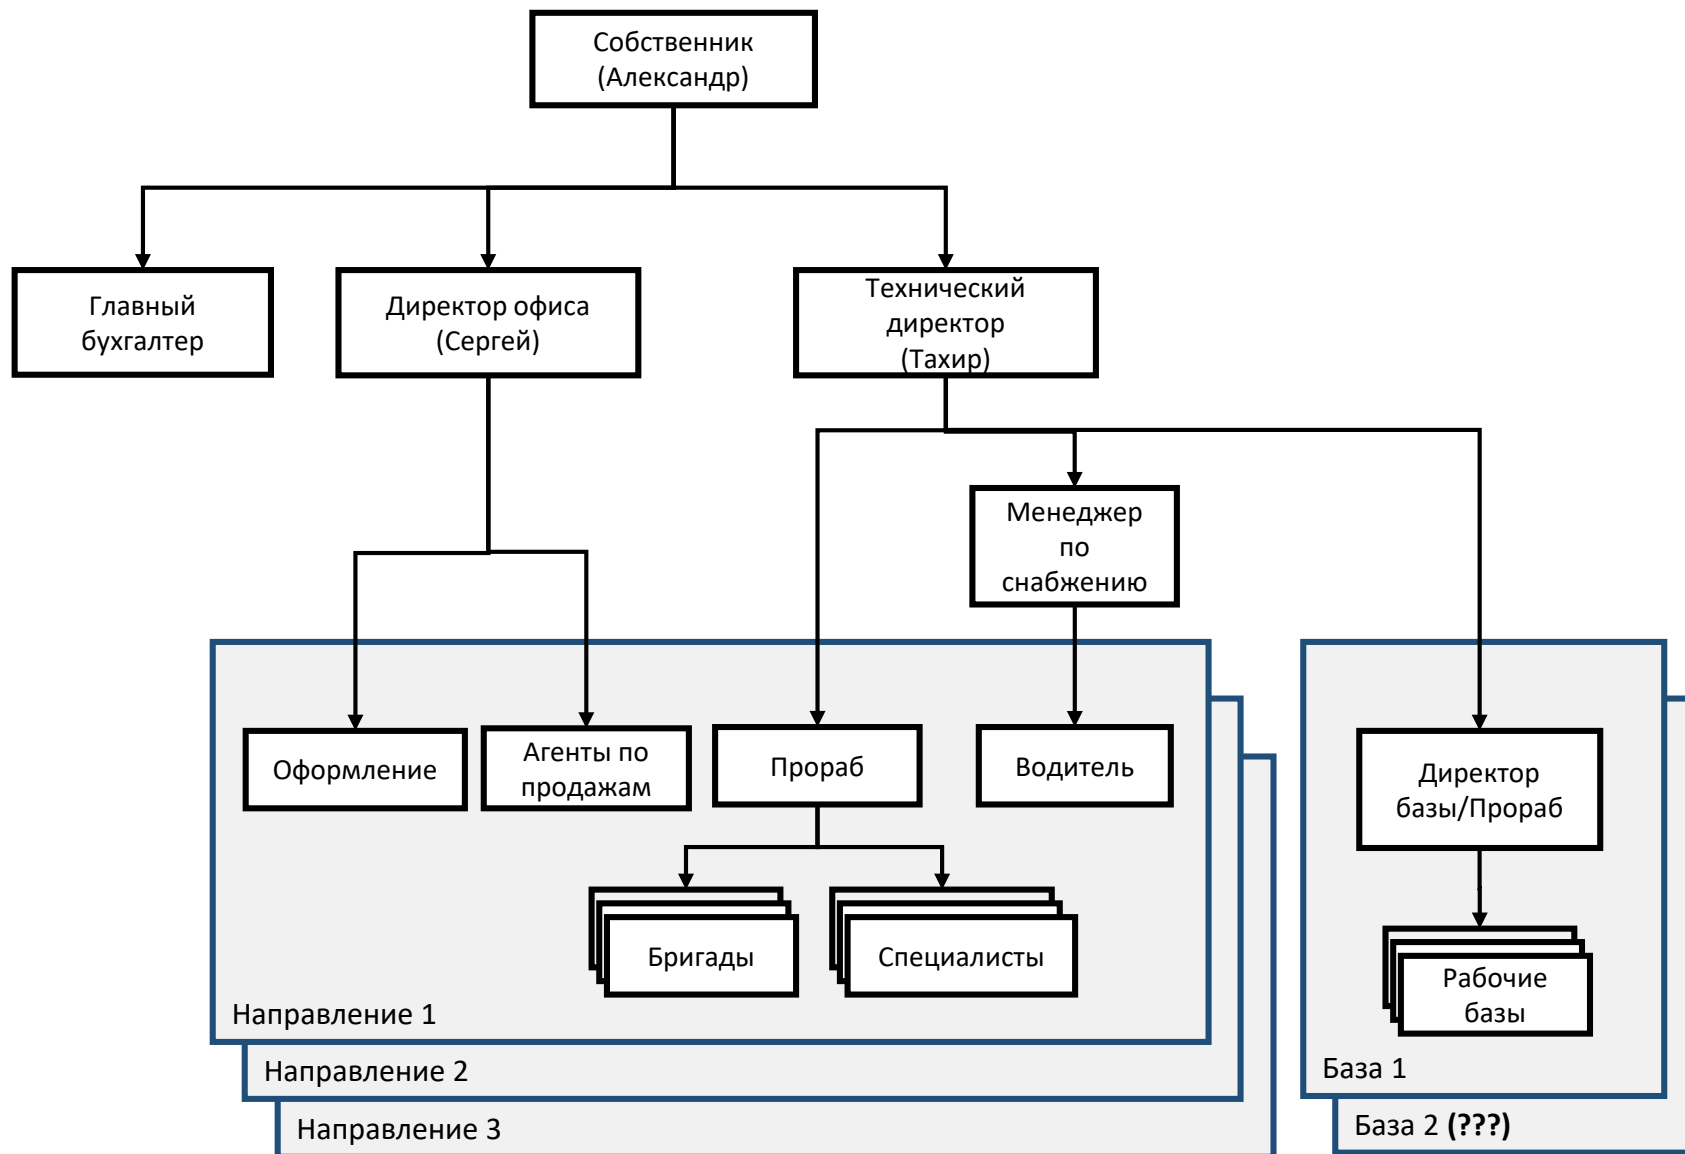 Собственник
(Александр)
Главный
бухгалтер
Директор офиса
(Сергей)
Технический
директор
(Тахир)
Менеджер
по
снабжению
Оформление
Агенты по
продажам
Прораб
Водитель
Директор
базы/Прораб
Бригады
Специалисты
Рабочие
базы
Направление 1
База 1
Направление 2
База 2 (???)
Направление 3